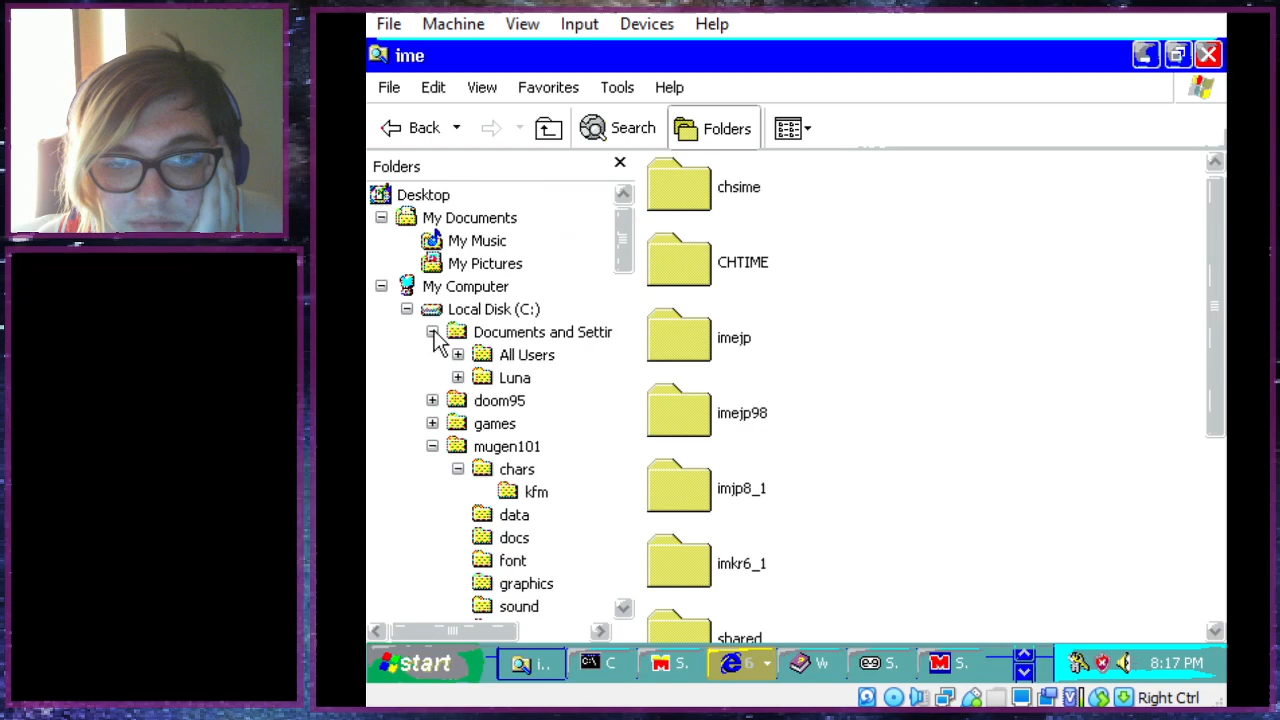 File Machine View Input Devices Help
ime
File Edit View Favorites Tools Help
Back Search Folders
Folders
Desktop
My Documents
My Music
My Pictures
My Computer
Local Disk (C:)
Documents and Settir
All Users
Luna
doom95
games
mugen101
chars
kfm
data
docs
font
graphics
sound
chsime
CHTIME
imejp
imejp98
imjp8_1
imkr6_1
shared
start i.. C S. 6 W S. S. 8:17 PM
Right Ctrl